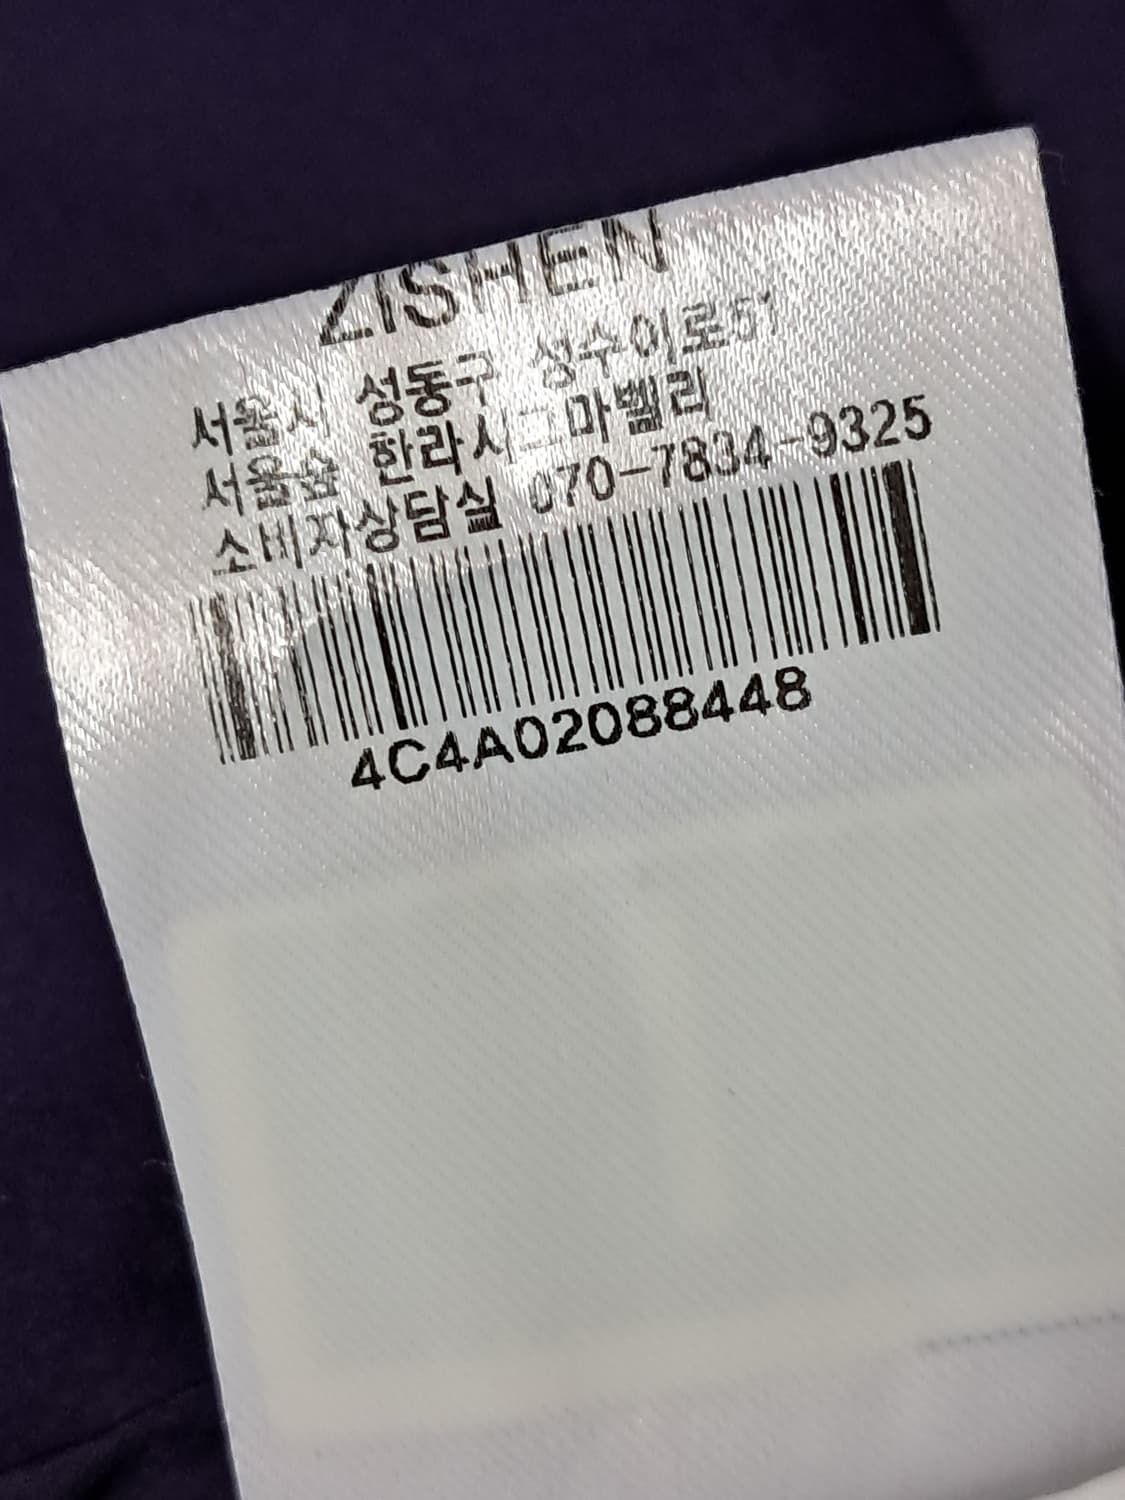 ZISHEN
서울시 성동구 성수이로51
서울숲 한라시그마밸리
소비자상담실 070-7834-9325
4C4A02088448